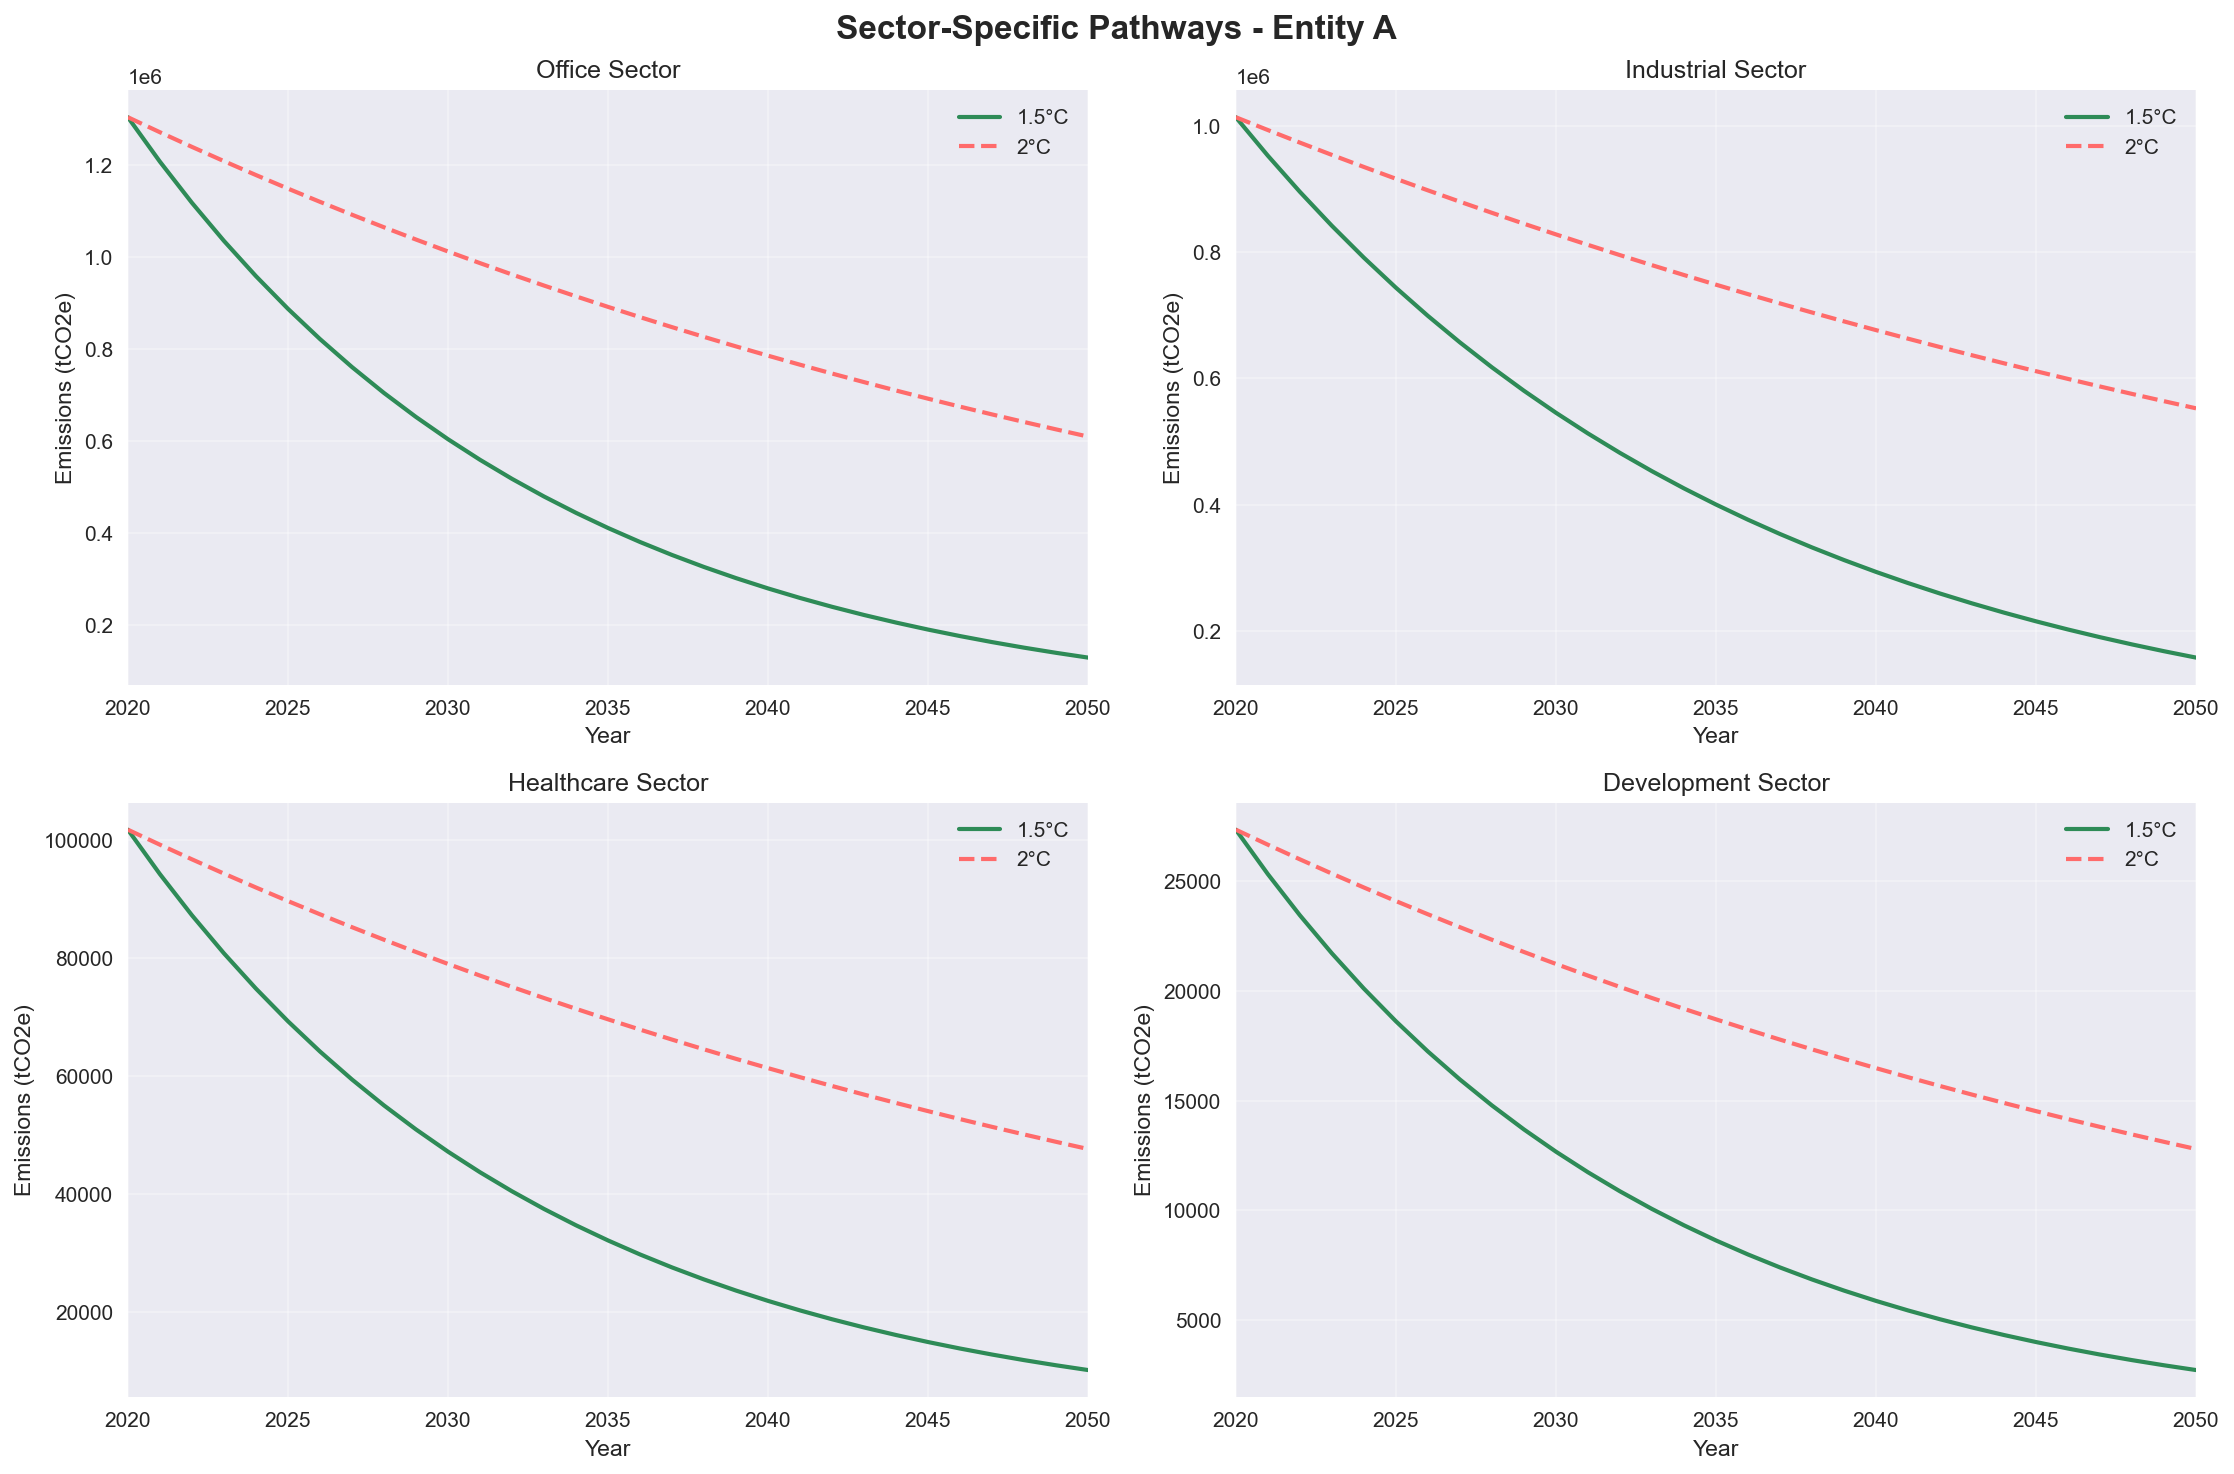 Sector-Specific Pathways - Entity A
Office Sector
1e6
1.5°C
2°C
1.2
1.0
0.8
0.6
0.4
0.2
Emissions (tCO2e)
2020 2025 2030 2035 2040 2045 2050
Year
Industrial Sector
1e6
1.5°C
2°C
1.0
0.8
0.6
0.4
0.2
Emissions (tCO2e)
2020 2025 2030 2035 2040 2045 2050
Year
Healthcare Sector
1.5°C
2°C
100000
80000
60000
40000
20000
Emissions (tCO2e)
2020 2025 2030 2035 2040 2045 2050
Year
Development Sector
1.5°C
2°C
25000
20000
15000
10000
5000
Emissions (tCO2e)
2020 2025 2030 2035 2040 2045 2050
Year